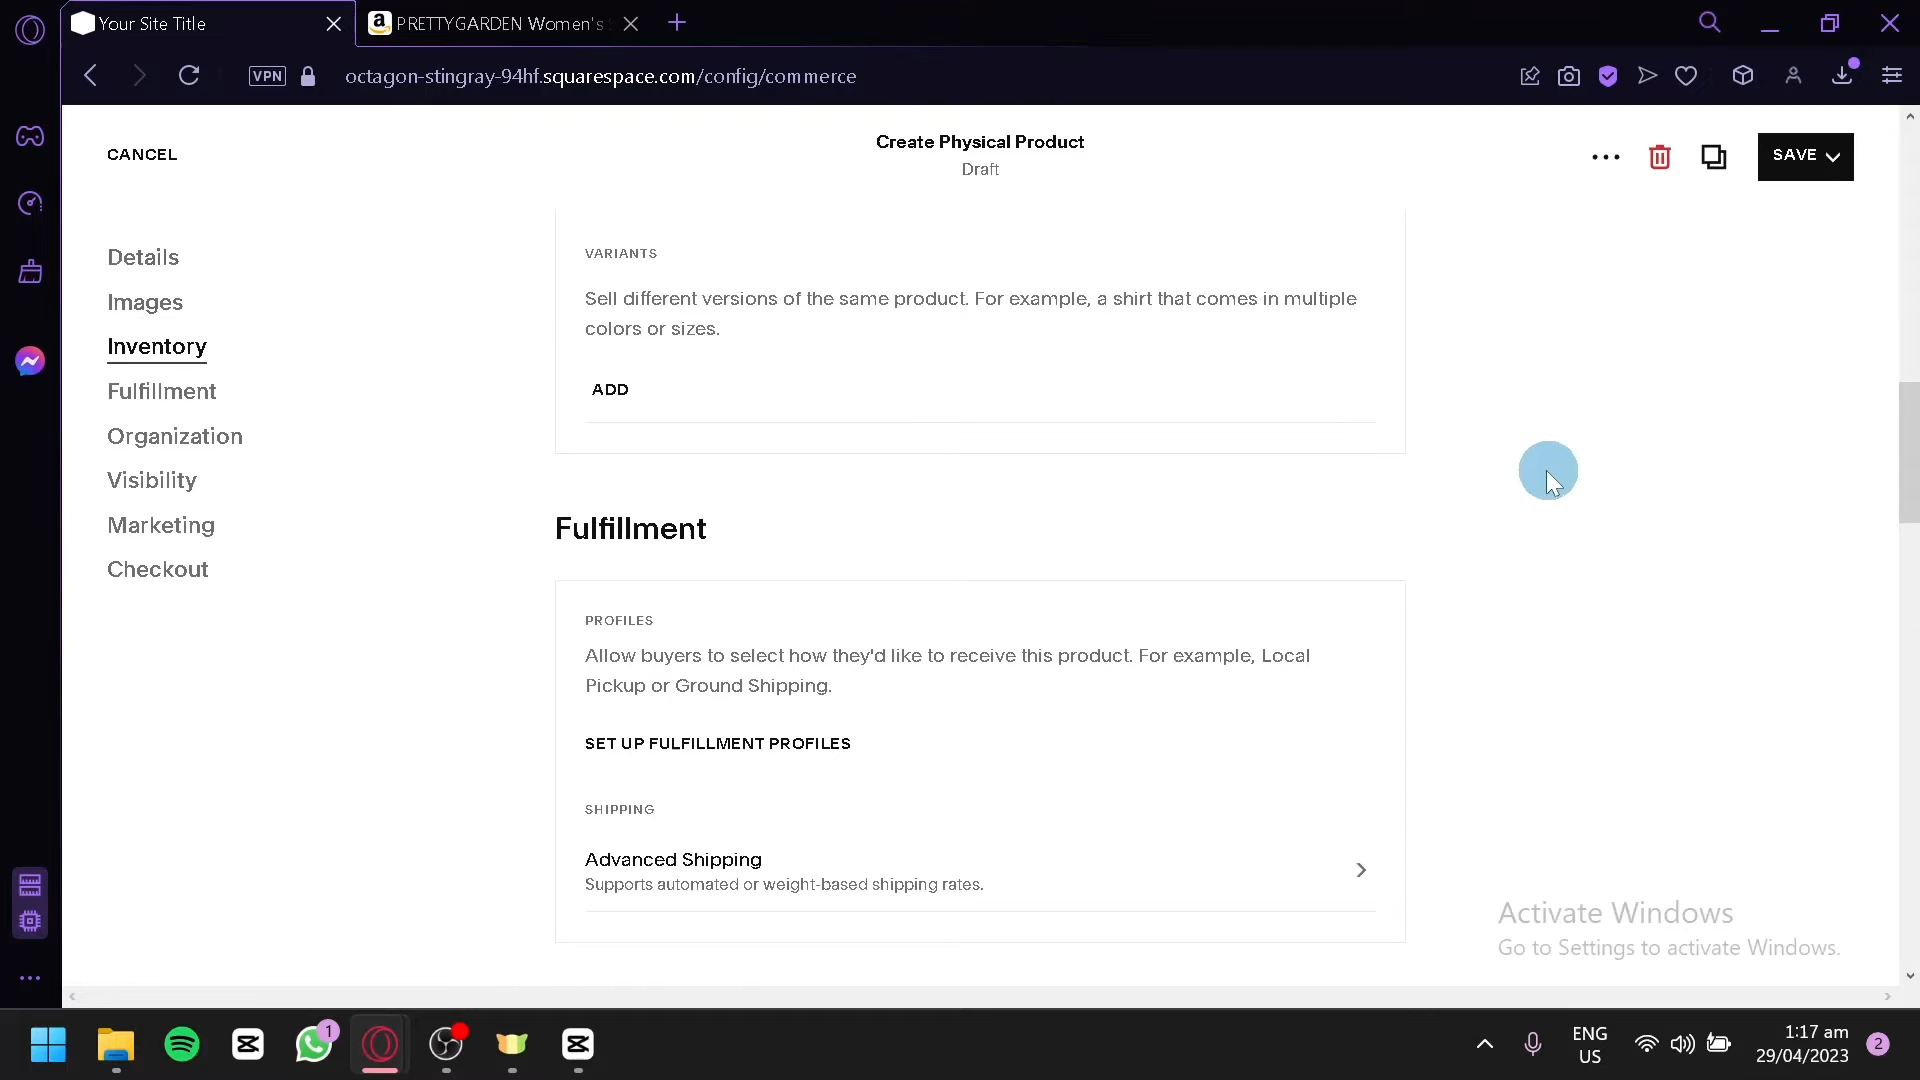 Your Site Title
PRETTYGARDEN Women's
VPN
octagon-stingray-94hf.squarespace.com/config/commerce
CANCEL
Create Physical Product
Draft
SAVE
Details
Images
Inventory
Fulfillment
Organization
Visibility
Marketing
Checkout
VARIANTS
Sell different versions of the same product. For example, a shirt that comes in multiple
colors or sizes.
ADD
Fulfillment
PROFILES
Allow buyers to select how they'd like to receive this product. For example, Local
Pickup or Ground Shipping.
SET UP FULFILLMENT PROFILES
SHIPPING
Advanced Shipping
Supports automated or weight-based shipping rates.
Activate Windows
Go to Settings to activate Windows.
1
ENG
US
1:17 am
29/04/2023
2